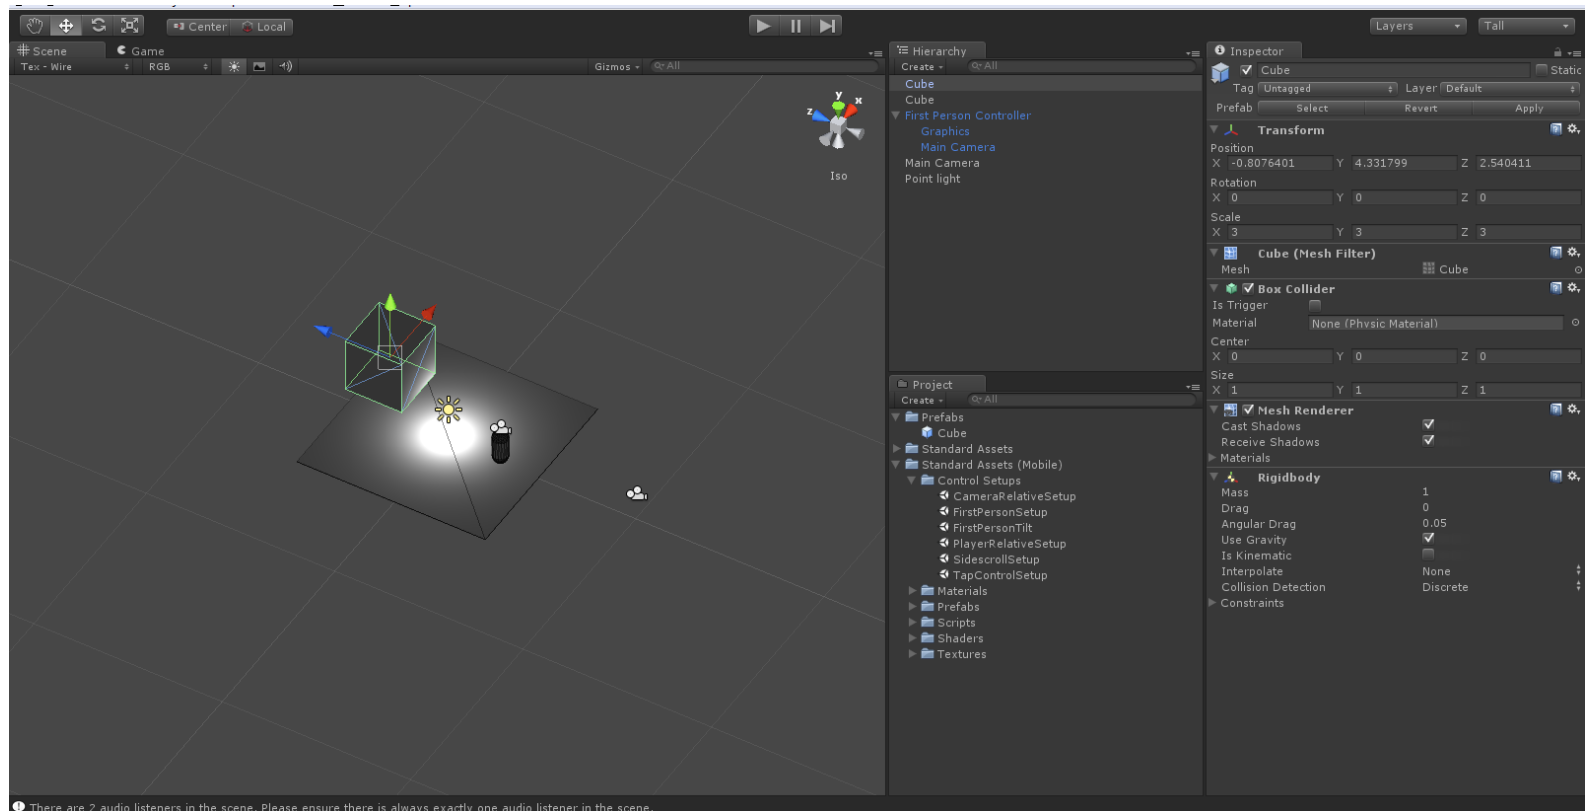 Center Local Layers Tall
Scene Game
Tex - Wire RGB Gizmos All
y
x
z
Iso
Hierarchy
Create All
Cube
Cube
First Person Controller
Graphics
Main Camera
Main Camera
Point light
Project
Create All
Prefabs
Cube
Standard Assets
Standard Assets (Mobile)
Control Setups
CameraRelativeSetup
FirstPersonSetup
FirstPersonTilt
PlayerRelativeSetup
SidescrollSetup
TapControlSetup
Materials
Prefabs
Scripts
Shaders
Textures
Inspector
Cube Static
Tag Untagged Layer Default
Prefab Select Revert Apply
Transform
Position
X -0.8076401 Y 4.331799 Z 2.540411
Rotation
X 0 Y 0 Z 0
Scale
X 3 Y 3 Z 3
Cube (Mesh Filter)
Mesh Cube
Box Collider
Is Trigger
Material None (Physic Material)
Center
X 0 Y 0 Z 0
Size
X 1 Y 1 Z 1
Mesh Renderer
Cast Shadows
Receive Shadows
Materials
Rigidbody
Mass 1
Drag 0
Angular Drag 0.05
Use Gravity
Is Kinematic
Interpolate None
Collision Detection Discrete
Constraints
There are 2 audio listeners in the scene. Please ensure there is always exactly one audio listener in the scene.